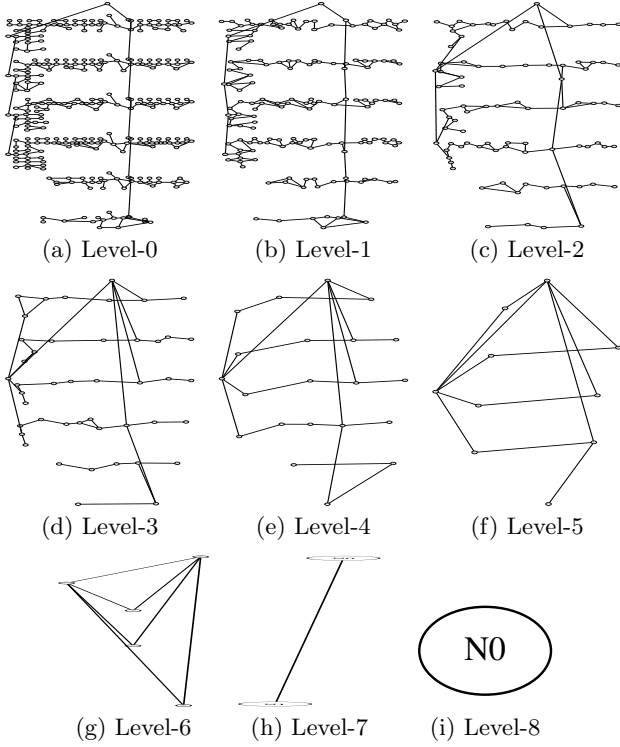 (a) Level-0 (b) Level-1 (c) Level-2
(d) Level-3 (e) Level-4 (f) Level-5
N0
(g) Level-6 (h) Level-7 (i) Level-8